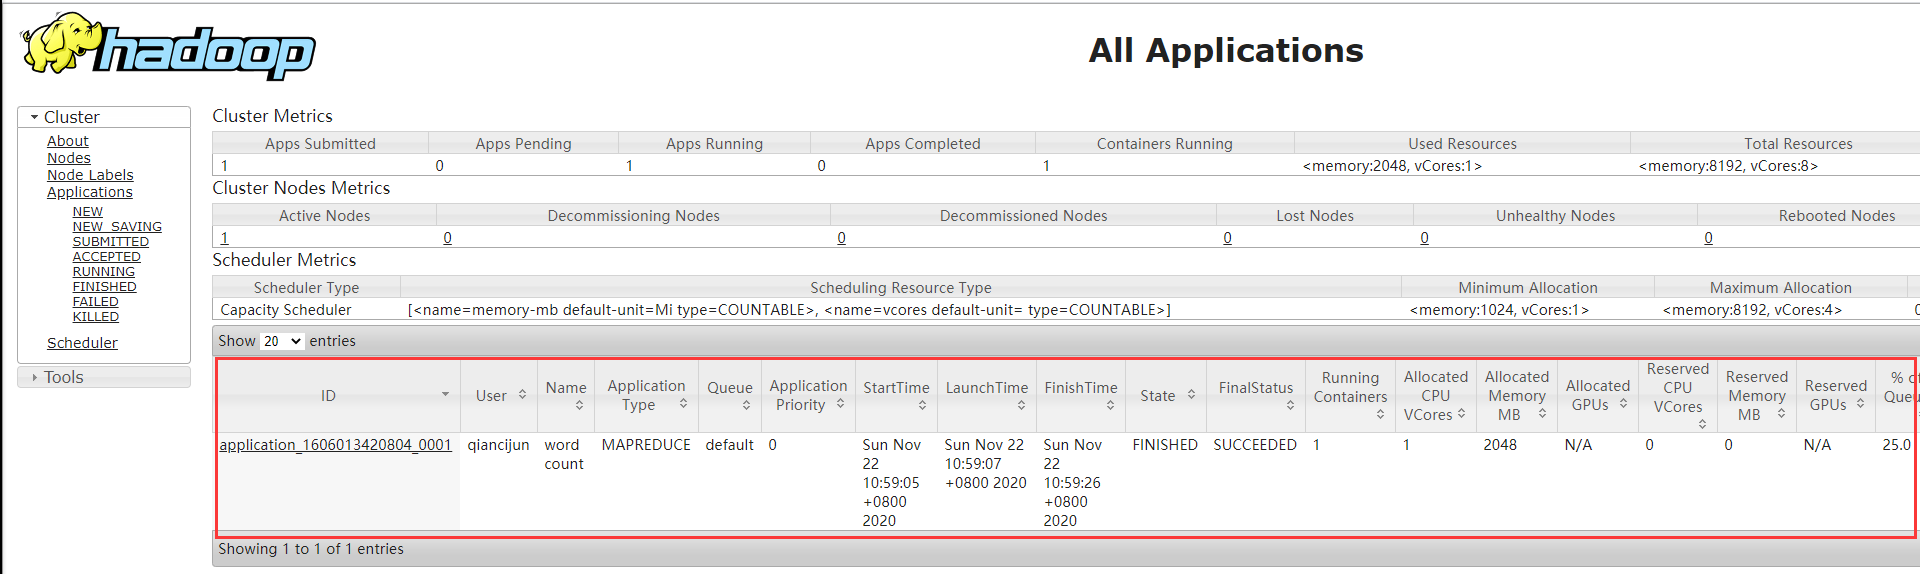 hadoop
All Applications
Cluster
About
Nodes
Node Labels
Applications
NEW
NEW_SAVING
SUBMITTED
ACCEPTED
RUNNING
FINISHED
FAILED
KILLED
Scheduler
Tools
Cluster Metrics
Apps Submitted Apps Pending Apps Running Apps Completed Containers Running Used Resources Total Resources
1 0 1 0 1 <memory:2048, vCores:1> <memory:8192, vCores:8>
Cluster Nodes Metrics
Active Nodes Decommissioning Nodes Decommissioned Nodes Lost Nodes Unhealthy Nodes Rebooted Nodes
1 0 0 0 0 0
Scheduler Metrics
Scheduler Type Scheduling Resource Type Minimum Allocation Maximum Allocation
Capacity Scheduler [<name=memory-mb default-unit=Mi type=COUNTABLE>, <name=vcores default-unit= type=COUNTABLE>] <memory:1024, vCores:1> <memory:8192, vCores:4>
Show 20 entries
ID
User
Name
Application
Type
Queue
Application
Priority
StartTime
LaunchTime
FinishTime
State
FinalStatus
Running
Containers
Allocated
CPU
VCores
Allocated
Memory
MB
Allocated
GPUs
Reserved
CPU
VCores
Reserved
Memory
MB
Reserved
GPUs
% of
Queue
application_1606013420804_0001
qiancijun
word
count
MAPREDUCE
default
0
Sun Nov
22
10:59:05
+0800
2020
Sun Nov 22
10:59:07
+0800 2020
Sun Nov
22
10:59:26
+0800
2020
FINISHED
SUCCEEDED
1
1
2048
N/A
0
0
N/A
25.0
Showing 1 to 1 of 1 entries